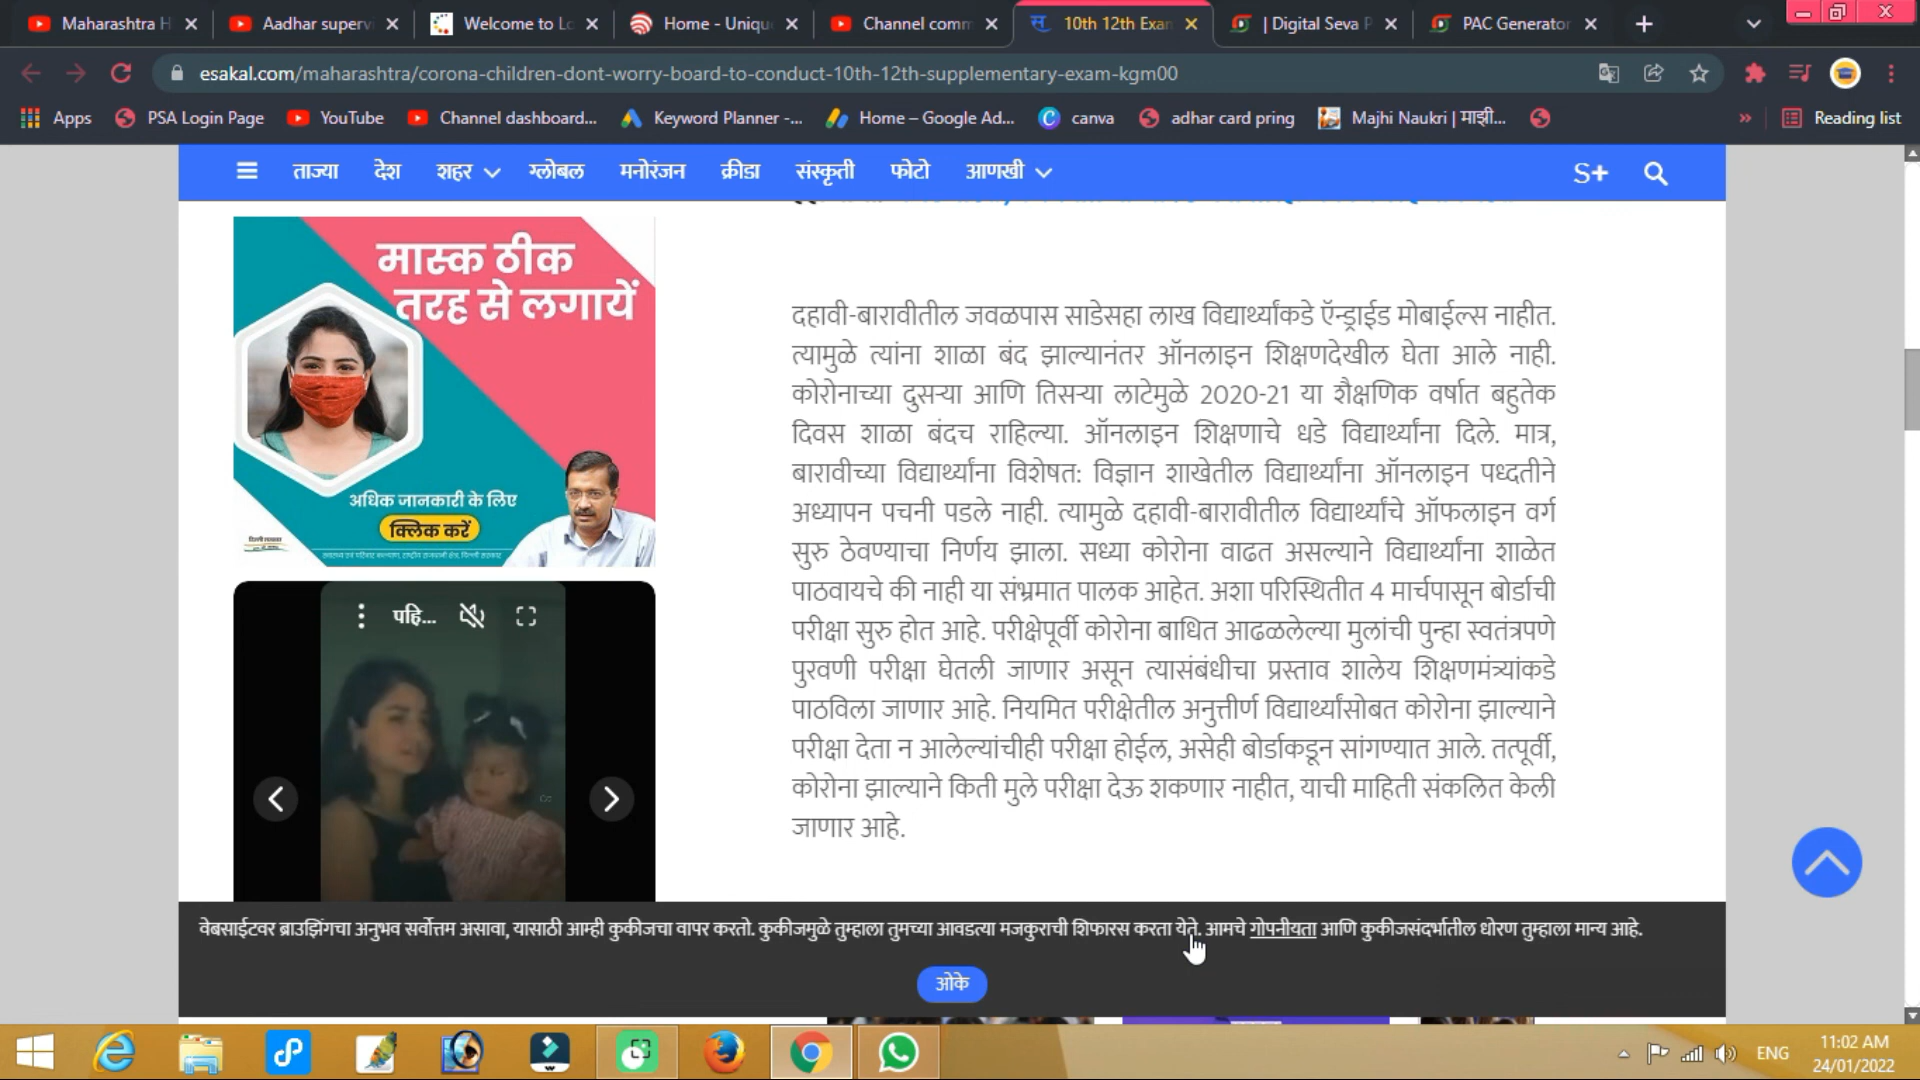 Maharashtra H
Aadhar superv
Welcome to Lo
Home - Uniqu
Channel comm
10th 12th Exam
| Digital Seva P
PAC Generator
esakal.com/maharashtra/corona-children-dont-worry-board-to-conduct-10th-12th-supplementary-exam-kgm00
Apps
PSA Login Page
YouTube
Channel dashboard...
Keyword Planner -...
Home – Google Ad...
canva
adhar card pring
Majhi Naukri | माझी...
Reading list
ताज्या देश शहर ग्लोबल मनोरंजन क्रीडा संस्कृती फोटो आणखी S+
मास्क ठीक
तरह से लगायें
अधिक जानकारी के लिए
क्लिक करें
पहि...
दहावी-बारावीतील जवळपास साडेसहा लाख विद्यार्थ्यांकडे ऍन्ड्राईड मोबाईल्स नाहीत.
त्यामुळे त्यांना शाळा बंद झाल्यानंतर ऑनलाइन शिक्षणदेखील घेता आले नाही.
कोरोनाच्या दुसऱ्या आणि तिसऱ्या लाटेमुळे 2020-21 या शैक्षणिक वर्षात बहुतेक
दिवस शाळा बंदच राहिल्या. ऑनलाइन शिक्षणाचे धडे विद्यार्थ्यांना दिले. मात्र,
बारावीच्या विद्यार्थ्यांना विशेषत: विज्ञान शाखेतील विद्यार्थ्यांना ऑनलाइन पध्दतीने
अध्यापन पचनी पडले नाही. त्यामुळे दहावी-बारावीतील विद्यार्थ्यांचे ऑफलाइन वर्ग
सुरु ठेवण्याचा निर्णय झाला. सध्या कोरोना वाढत असल्याने विद्यार्थ्यांना शाळेत
पाठवायचे की नाही या संभ्रमात पालक आहेत. अशा परिस्थितीत 4 मार्चपासून बोर्डाची
परीक्षा सुरु होत आहे. परीक्षेपूर्वी कोरोना बाधित आढळलेल्या मुलांची पुन्हा स्वतंत्रपणे
पुरवणी परीक्षा घेतली जाणार असून त्यासंबंधीचा प्रस्ताव शालेय शिक्षणमंत्र्यांकडे
पाठविला जाणार आहे. नियमित परीक्षेतील अनुत्तीर्ण विद्यार्थ्यांसोबत कोरोना झाल्याने
परीक्षा देता न आलेल्यांचीही परीक्षा होईल, असेही बोर्डाकडून सांगण्यात आले. तत्पूर्वी,
कोरोना झाल्याने किती मुले परीक्षा देऊ शकणार नाहीत, याची माहिती संकलित केली
जाणार आहे.
वेबसाईटवर ब्राउझिंगचा अनुभव सर्वोत्तम असावा, यासाठी आम्ही कुकीजचा वापर करतो. कुकीजमुळे तुम्हाला तुमच्या आवडत्या मजकुराची शिफारस करता येते. आमचे गोपनीयता आणि कुकीजसंदर्भातील धोरण तुम्हाला मान्य आहे.
ओके
ENG
11:02 AM
24/01/2022